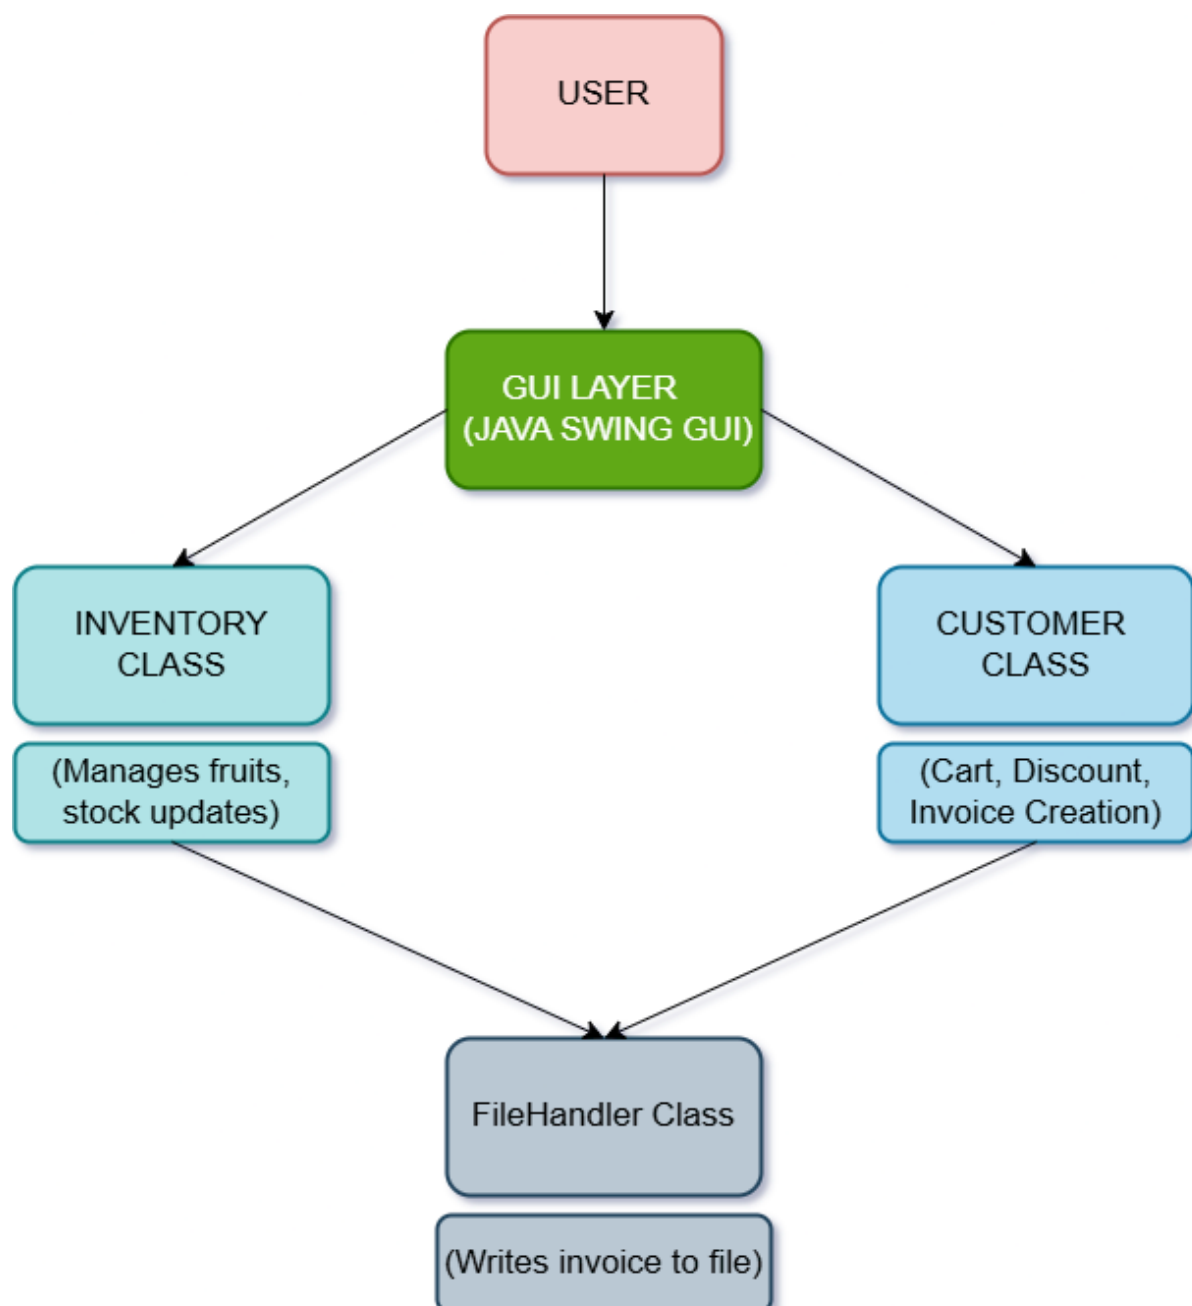 USER
GUI LAYER
(JAVA SWING GUI)
INVENTORY
CLASS
(Manages fruits,
stock updates)
CUSTOMER
CLASS
(Cart, Discount,
Invoice Creation)
FileHandler Class
(Writes invoice to file)